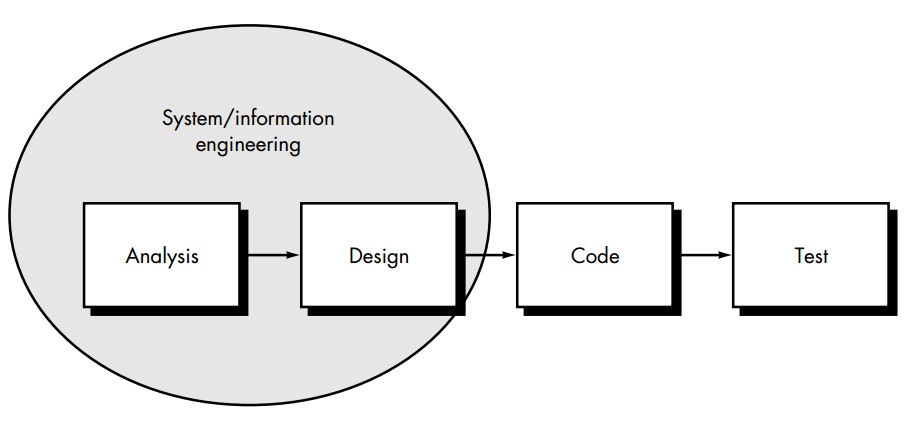 System/information
engineering
Analysis
Design
Code
Test